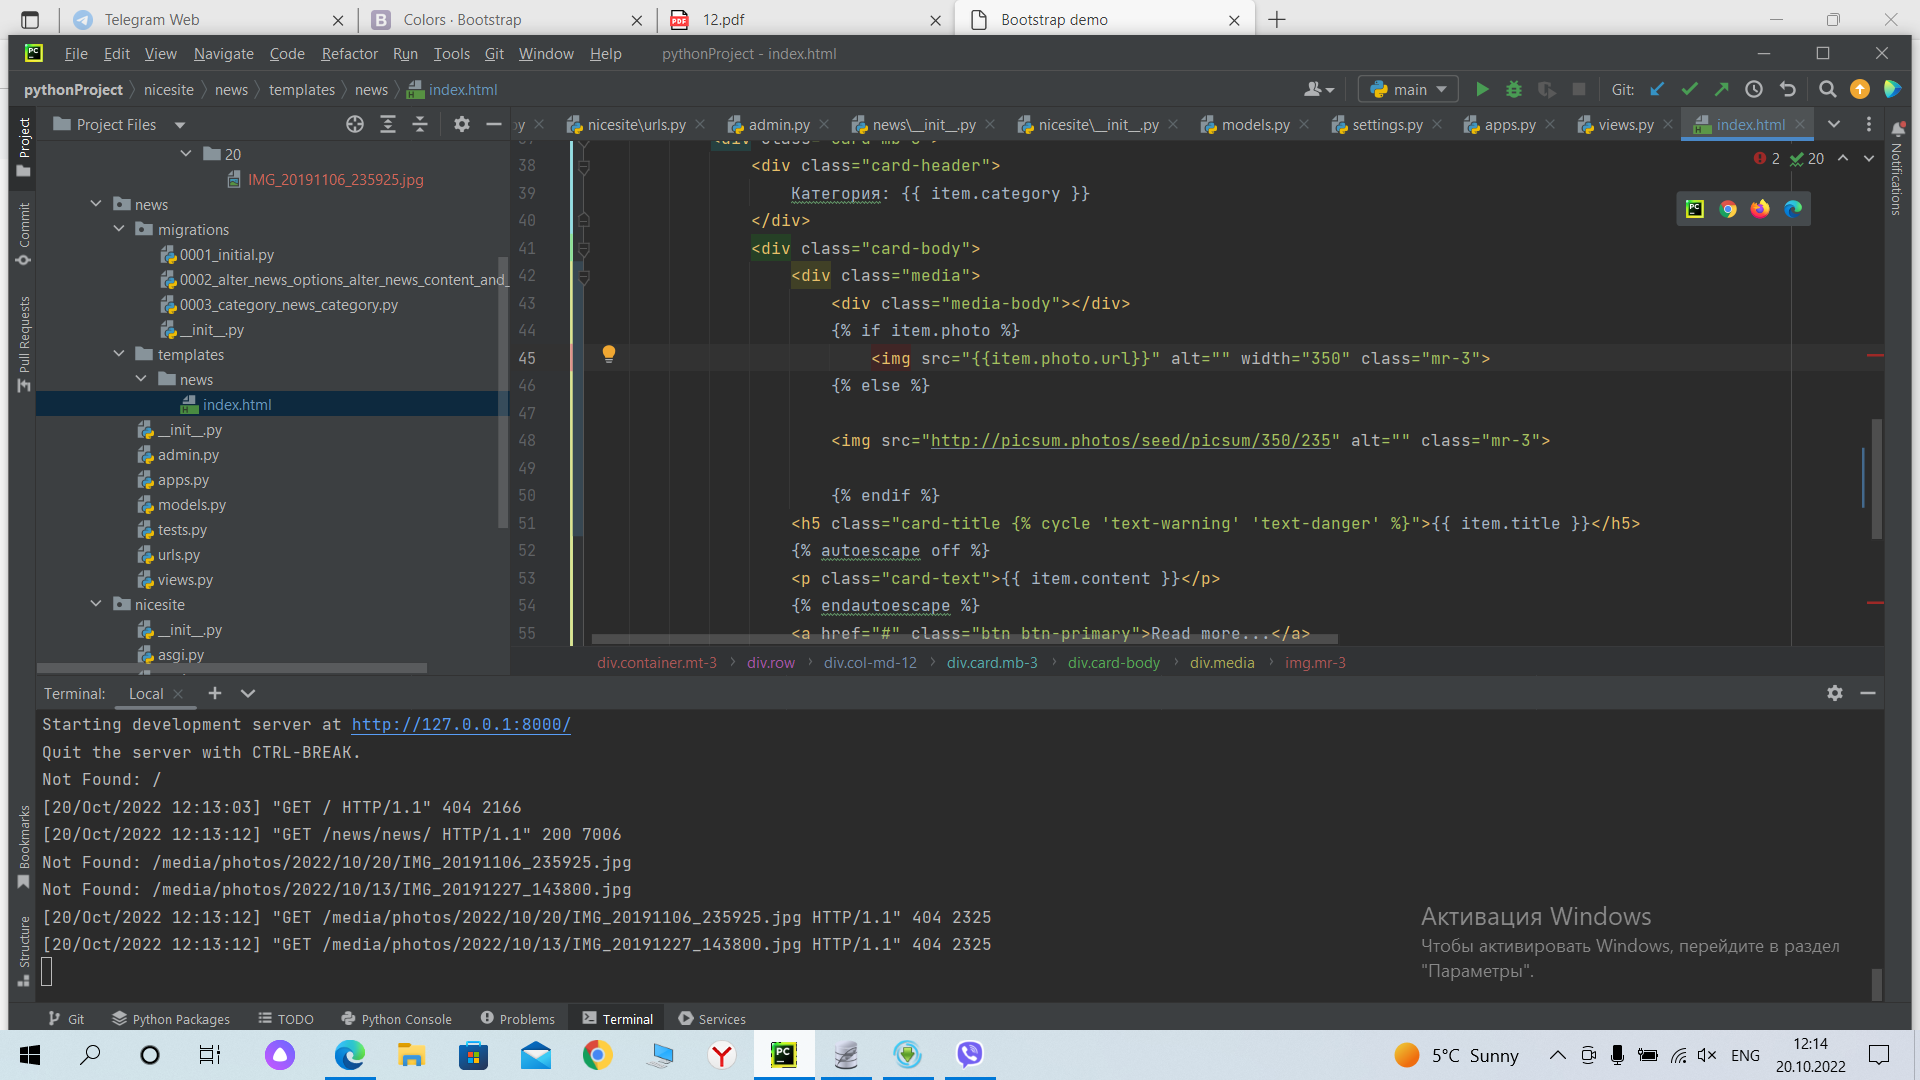 Telegram Web
Colors · Bootstrap
12.pdf
Bootstrap demo
File Edit View Navigate Code Refactor Run Tools Git Window Help pythonProject - index.html
pythonProject nicesite news templates news index.html
main
Git:
Project Files
nicesite\urls.py admin.py news\__init__.py nicesite\__init__.py models.py settings.py apps.py views.py index.html
Project
Commit
Pull Requests
Bookmarks
Structure
Notifications
20
IMG_20191106_235925.jpg
news
migrations
0001_initial.py
0002_alter_news_options_alter_news_content_and_
0003_category_news_category.py
__init__.py
templates
news
index.html
__init__.py
admin.py
apps.py
models.py
tests.py
urls.py
views.py
nicesite
__init__.py
asgi.py
2 20
38 <div class="card-header">
39 Категория: {{ item.category }}
40 </div>
41 <div class="card-body">
42 <div class="media">
43 <div class="media-body"></div>
44 {% if item.photo %}
45 <img src="{{item.photo.url}}" alt="" width="350" class="mr-3">
46 {% else %}
47
48 <img src="http://picsum.photos/seed/picsum/350/235" alt="" class="mr-3">
49
50 {% endif %}
51 <h5 class="card-title {% cycle 'text-warning' 'text-danger' %}">{{ item.title }}</h5>
52 {% autoescape off %}
53 <p class="card-text">{{ item.content }}</p>
54 {% endautoescape %}
55 <a href="#" class="btn btn-primary">Read more...</a>
div.container.mt-3 div.row div.col-md-12 div.card.mb-3 div.card-body div.media img.mr-3
Terminal: Local
Starting development server at http://127.0.0.1:8000/
Quit the server with CTRL-BREAK.
Not Found: /
[20/Oct/2022 12:13:03] "GET / HTTP/1.1" 404 2166
[20/Oct/2022 12:13:12] "GET /news/news/ HTTP/1.1" 200 7006
Not Found: /media/photos/2022/10/20/IMG_20191106_235925.jpg
Not Found: /media/photos/2022/10/13/IMG_20191227_143800.jpg
[20/Oct/2022 12:13:12] "GET /media/photos/2022/10/20/IMG_20191106_235925.jpg HTTP/1.1" 404 2325
[20/Oct/2022 12:13:12] "GET /media/photos/2022/10/13/IMG_20191227_143800.jpg HTTP/1.1" 404 2325
Активация Windows
Чтобы активировать Windows, перейдите в раздел
"Параметры".
Git Python Packages TODO Python Console Problems Terminal Services
5°C Sunny
ENG
12:14
20.10.2022